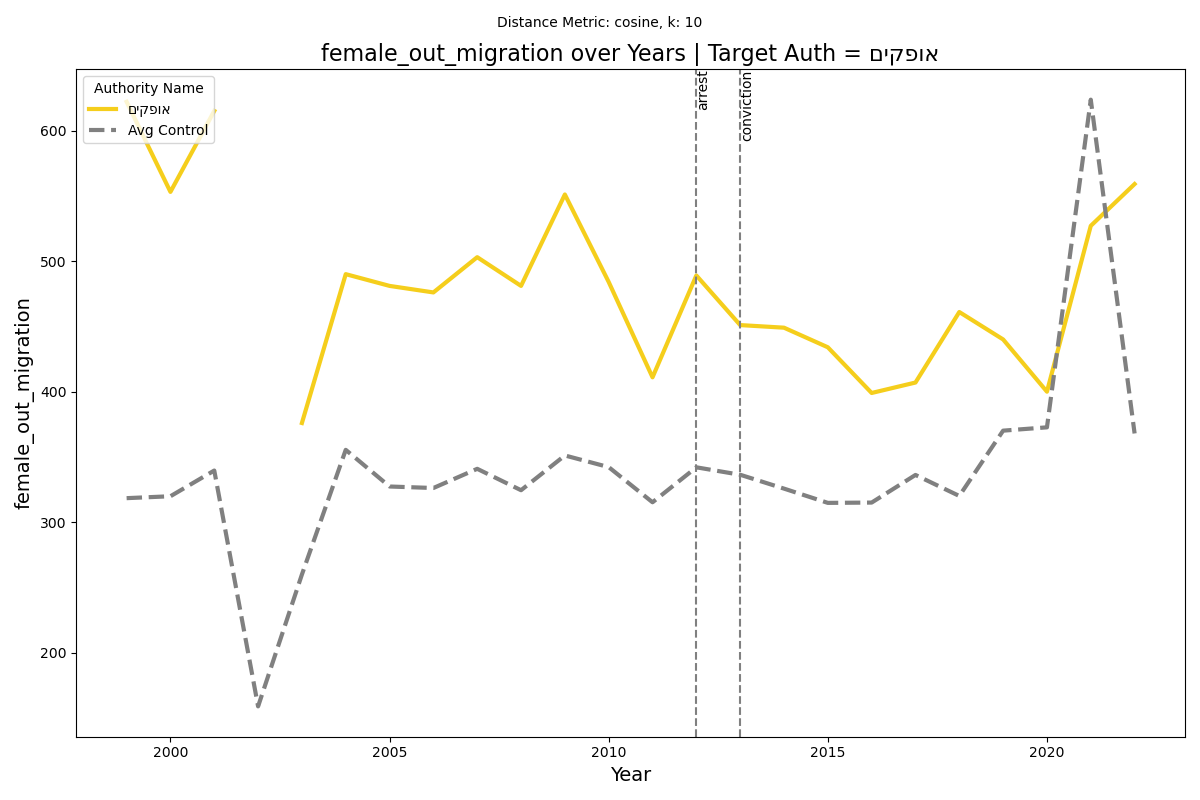 Distance Metric: cosine, k: 10
female_out_migration over Years | Target Auth = אופקים
Authority Name
אופקים
Avg Control
arrest
conviction
600
500
400
300
200
female_out_migration
2000 2005 2010 2015 2020
Year